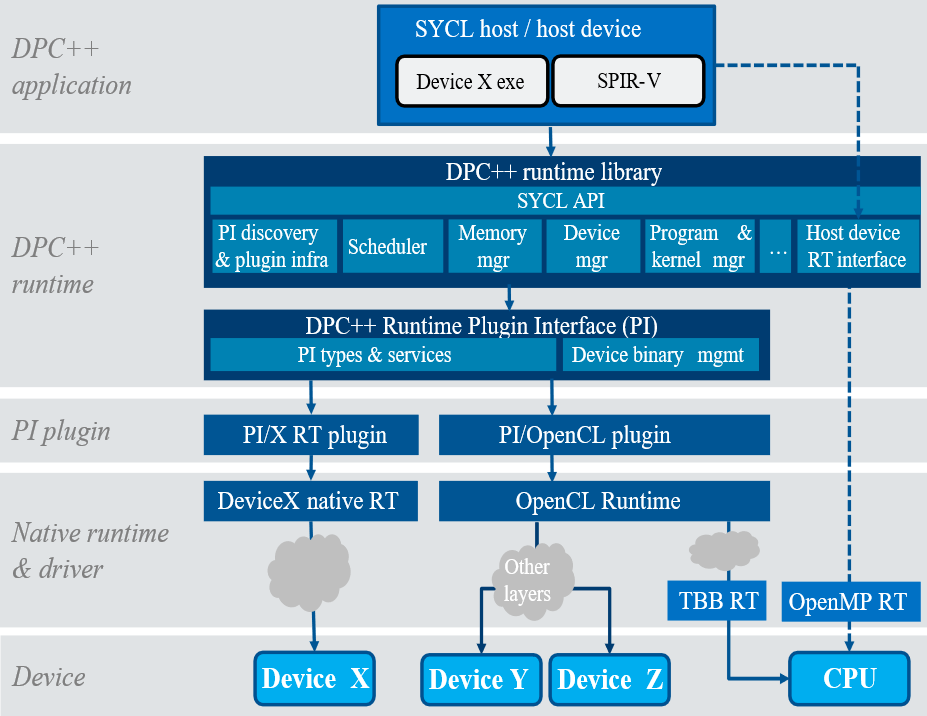 DPC++
application
SYCL host / host device
Device X exe
SPIR-V
DPC++
runtime
DPC++ runtime library
SYCL API
PI discovery
& plugin infra
Scheduler
Memory
mgr
Device
mgr
Program &
kernel mgr
...
Host device
RT interface
DPC++ Runtime Plugin Interface (PI)
PI types & services
Device binary mgmt
PI plugin
PI/X RT plugin
PI/OpenCL plugin
Native runtime
& driver
DeviceX native RT
OpenCL Runtime
Other
layers
TBB RT
OpenMP RT
Device
Device X
Device Y
Device Z
CPU